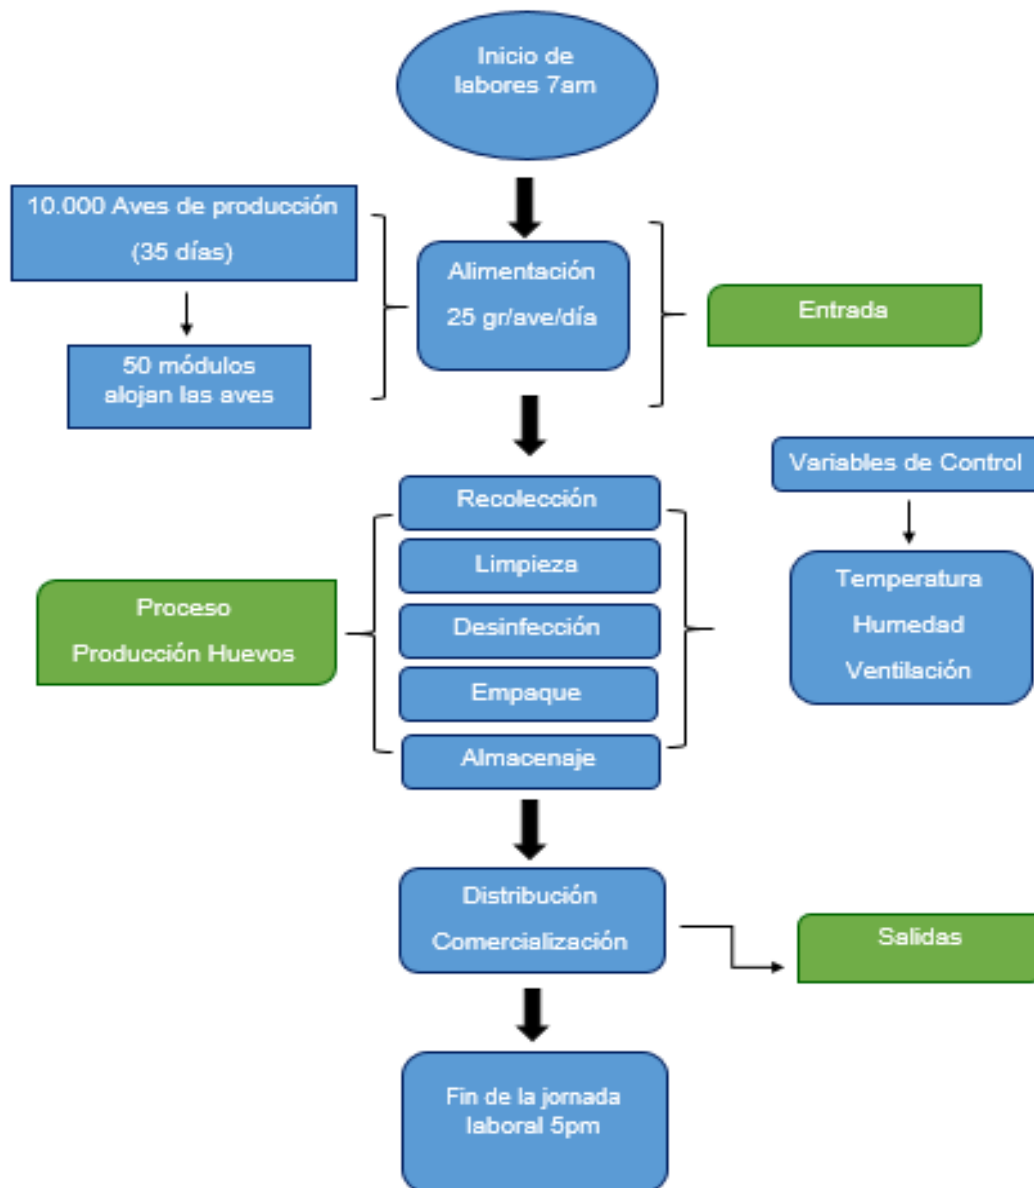 Inicio de
labores 7am
10.000 Aves de producción
(35 días)
50 módulos
alojan las aves
Alimentación
25 gr/ave/día
Entrada
Variables de Control
Temperatura
Humedad
Ventilación
Recolección
Limpieza
Desinfección
Empaque
Almacenaje
Proceso
Producción Huevos
Distribución
Comercialización
Salidas
Fin de la jornada
laboral 5pm